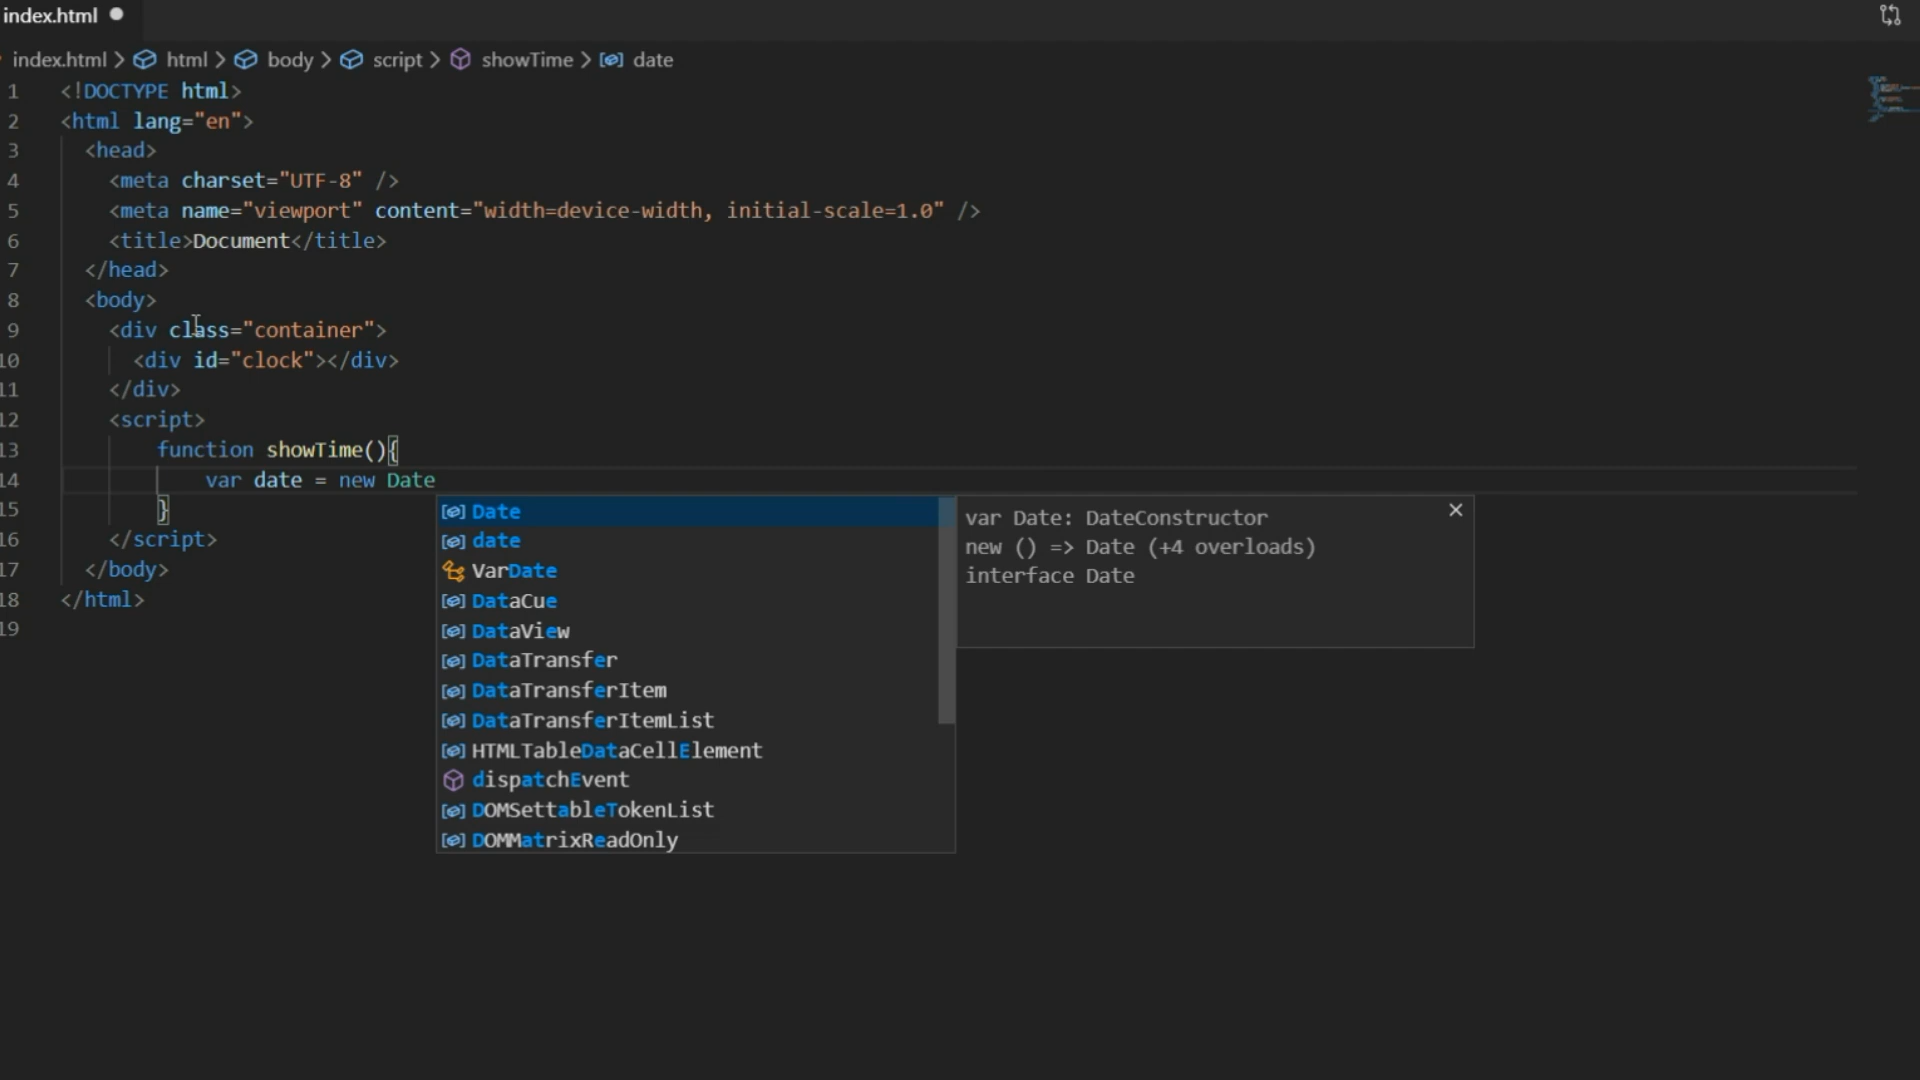 index.html
index.html > html > body > script > showTime > date
1 <!DOCTYPE html>
2 <html lang="en">
3 <head>
4 <meta charset="UTF-8" />
5 <meta name="viewport" content="width=device-width, initial-scale=1.0" />
6 <title>Document</title>
7 </head>
8 <body>
9 <div class="container">
10 <div id="clock"></div>
11 </div>
12 <script>
13 function showTime(){
14 var date = new Date
15 }
16 </script>
17 </body>
18 </html>
19
Date
date
VarDate
DataCue
DataView
DataTransfer
DataTransferItem
DataTransferItemList
HTMLTableDataCellElement
dispatchEvent
DOMSettableTokenList
DOMMatrixReadOnly
var Date: DateConstructor
new () => Date (+4 overloads)
interface Date